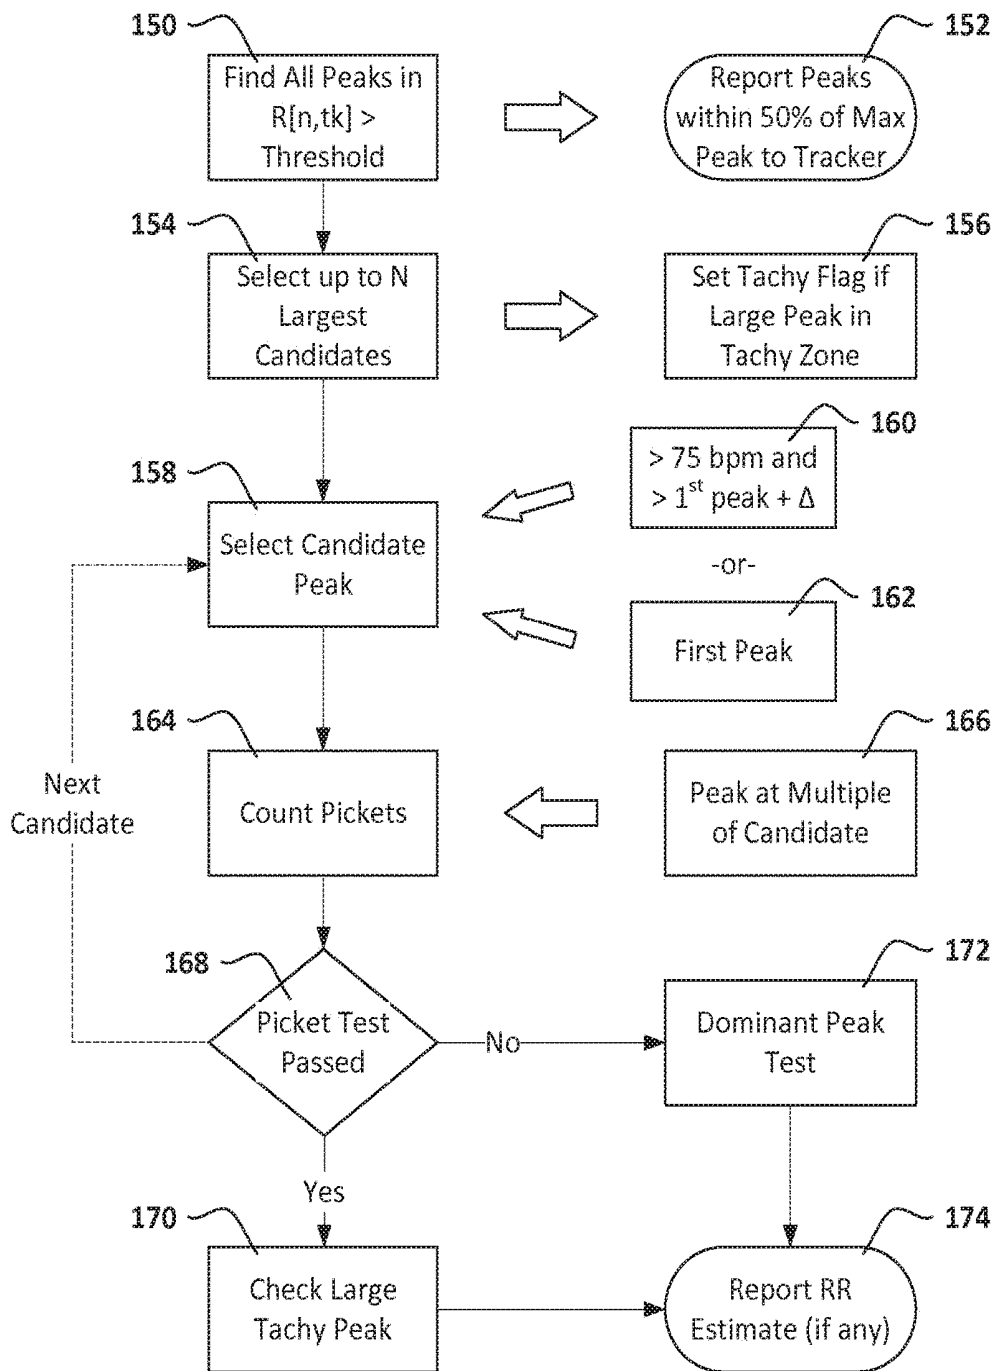 150
Find All Peaks in
R[n,tk] >
Threshold
152
Report Peaks
within 50% of Max
Peak to Tracker
154
Select up to N
Largest
Candidates
156
Set Tachy Flag if
Large Peak in
Tachy Zone
158
Select Candidate
Peak
160
> 75 bpm and
> 1st peak + Δ
-or-
162
First Peak
164
Count Pickets
166
Peak at Multiple
of Candidate
Next
Candidate
168
Picket Test
Passed
No
172
Dominant Peak
Test
Yes
170
Check Large
Tachy Peak
174
Report RR
Estimate (if any)